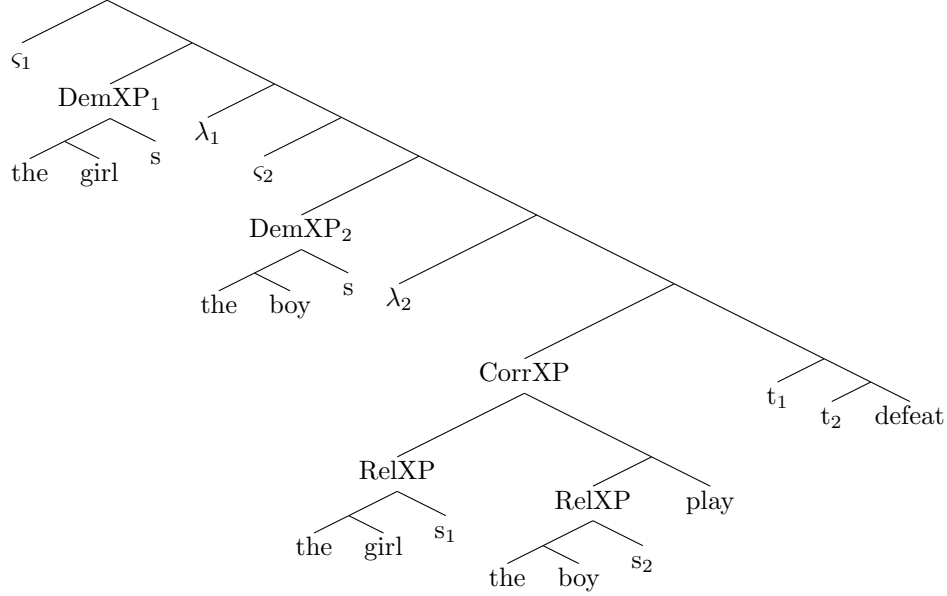 ς₁
DemXP₁
the girl s
λ₁
ς₂
DemXP₂
the boy s
λ₂
CorrXP
t₁
t₂ defeat
RelXP
the girl s₁
RelXP
the boy s₂
play